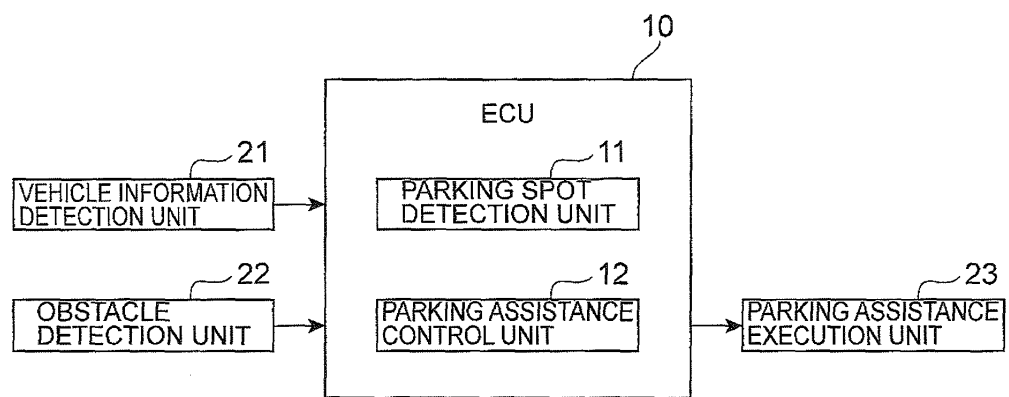 10
ECU
21
VEHICLE INFORMATION
DETECTION UNIT
11
PARKING SPOT
DETECTION UNIT
22
OBSTACLE
DETECTION UNIT
12
PARKING ASSISTANCE
CONTROL UNIT
23
PARKING ASSISTANCE
EXECUTION UNIT